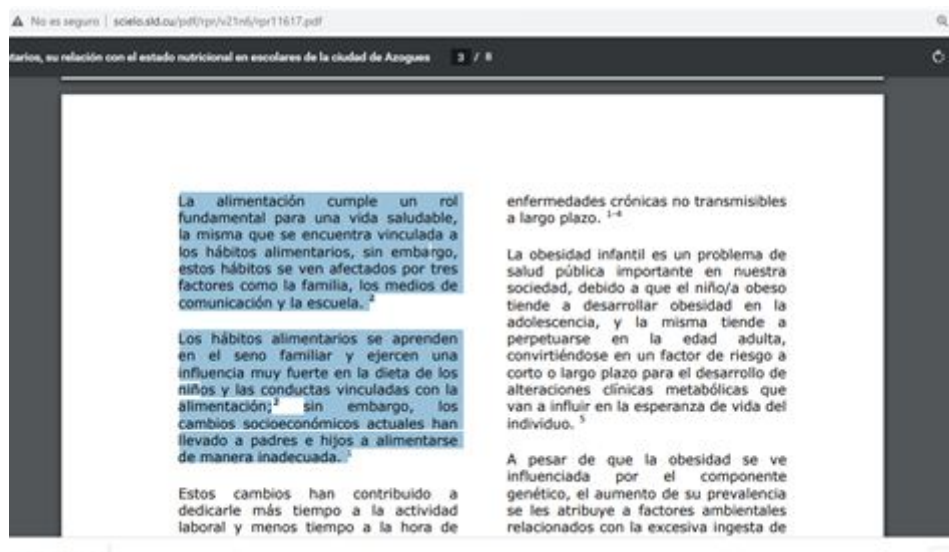 No es seguro | scielo.sld.cu/pdf/rpr/v21n6/rpr11617.pdf
tarios, su relación con el estado nutricional en escolares de la ciudad de Azogues 3 / 8
La alimentación cumple un rol
fundamental para una vida saludable,
la misma que se encuentra vinculada a
los hábitos alimentarios, sin embargo,
estos hábitos se ven afectados por tres
factores como la familia, los medios de
comunicación y la escuela. 2
Los hábitos alimentarios se aprenden
en el seno familiar y ejercen una
influencia muy fuerte en la dieta de los
niños y las conductas vinculadas con la
alimentación;2 sin embargo, los
cambios socioeconómicos actuales han
llevado a padres e hijos a alimentarse
de manera inadecuada. 1
Estos cambios han contribuido a
dedicarle más tiempo a la actividad
laboral y menos tiempo a la hora de
enfermedades crónicas no transmisibles
a largo plazo. 1-4
La obesidad infantil es un problema de
salud pública importante en nuestra
sociedad, debido a que el niño/a obeso
tiende a desarrollar obesidad en la
adolescencia, y la misma tiende a
perpetuarse en la edad adulta,
convirtiéndose en un factor de riesgo a
corto o largo plazo para el desarrollo de
alteraciones clínicas metabólicas que
van a influir en la esperanza de vida del
individuo. 5
A pesar de que la obesidad se ve
influenciada por el componente
genético, el aumento de su prevalencia
se les atribuye a factores ambientales
relacionados con la excesiva ingesta de